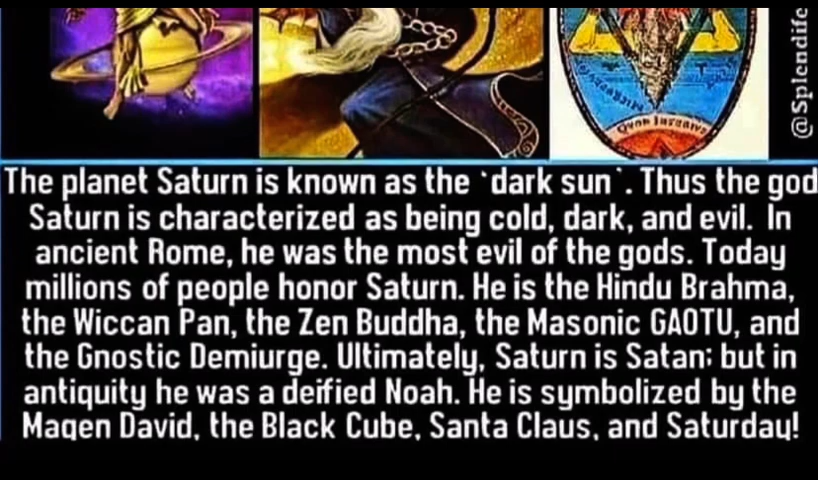 @Splendife
Quod Inferius
The planet Saturn is known as the `dark sun`. Thus the god
Saturn is characterized as being cold, dark, and evil. In
ancient Rome, he was the most evil of the gods. Today
millions of people honor Saturn. He is the Hindu Brahma,
the Wiccan Pan, the Zen Buddha, the Masonic GAOTU, and
the Gnostic Demiurge. Ultimately, Saturn is Satan; but in
antiquity he was a deified Noah. He is symbolized by the
Magen David, the Black Cube, Santa Claus, and Saturday!